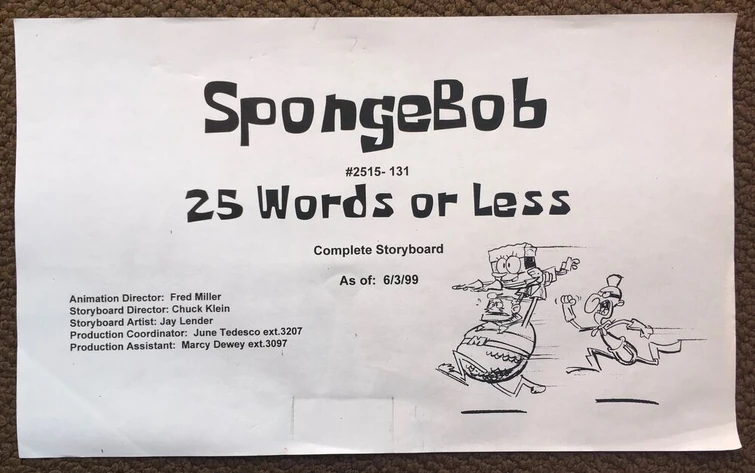 SpongeBob
#2515- 131
25 Words or Less
Complete Storyboard
As of: 6/3/99
Animation Director: Fred Miller
Storyboard Director: Chuck Klein
Storyboard Artist: Jay Lender
Production Coordinator: June Tedesco ext.3207
Production Assistant: Marcy Dewey ext.3097